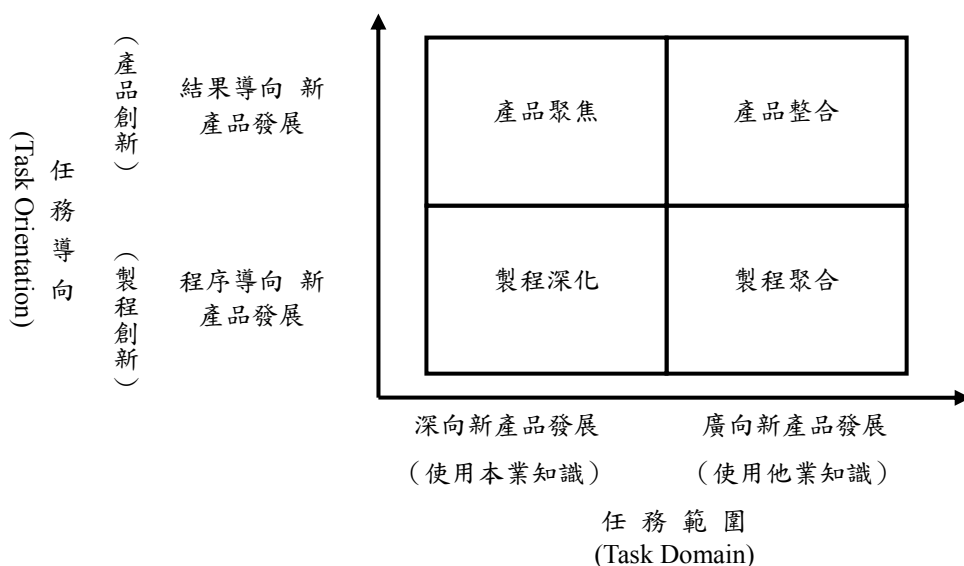 任務導向
(Task Orientation)
（產品創新）
結果導向 新
產品發展
（製程創新）
程序導向 新
產品發展
產品聚焦
產品整合
製程深化
製程聚合
深向新產品發展
（使用本業知識）
廣向新產品發展
（使用他業知識）
任 務 範 圍
(Task Domain)